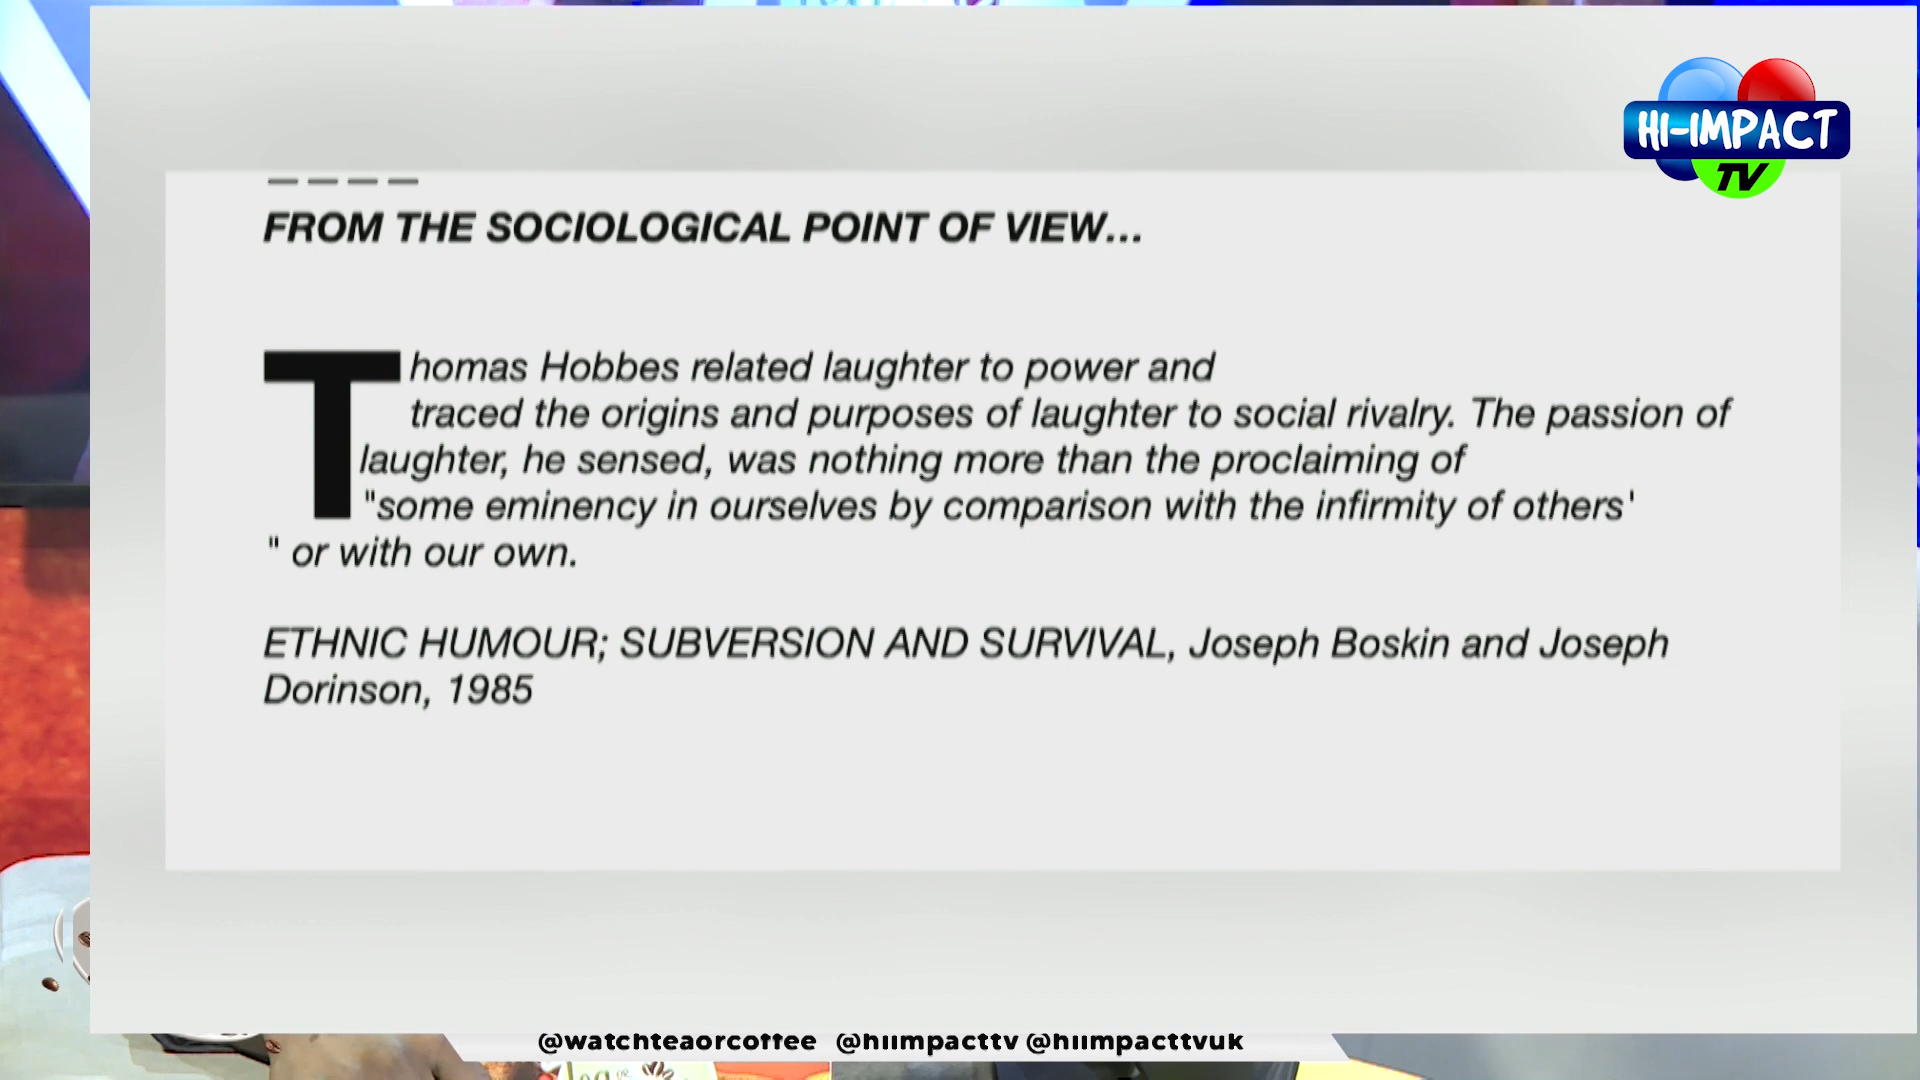 HI-IMPACT
TV
FROM THE SOCIOLOGICAL POINT OF VIEW...
Thomas Hobbes related laughter to power and
traced the origins and purposes of laughter to social rivalry. The passion of
laughter, he sensed, was nothing more than the proclaiming of
"some eminency in ourselves by comparison with the infirmity of others'
" or with our own.
ETHNIC HUMOUR; SUBVERSION AND SURVIVAL, Joseph Boskin and Joseph
Dorinson, 1985
@watchteaorcoffee @hiimpacttv @hiimpacttvuk